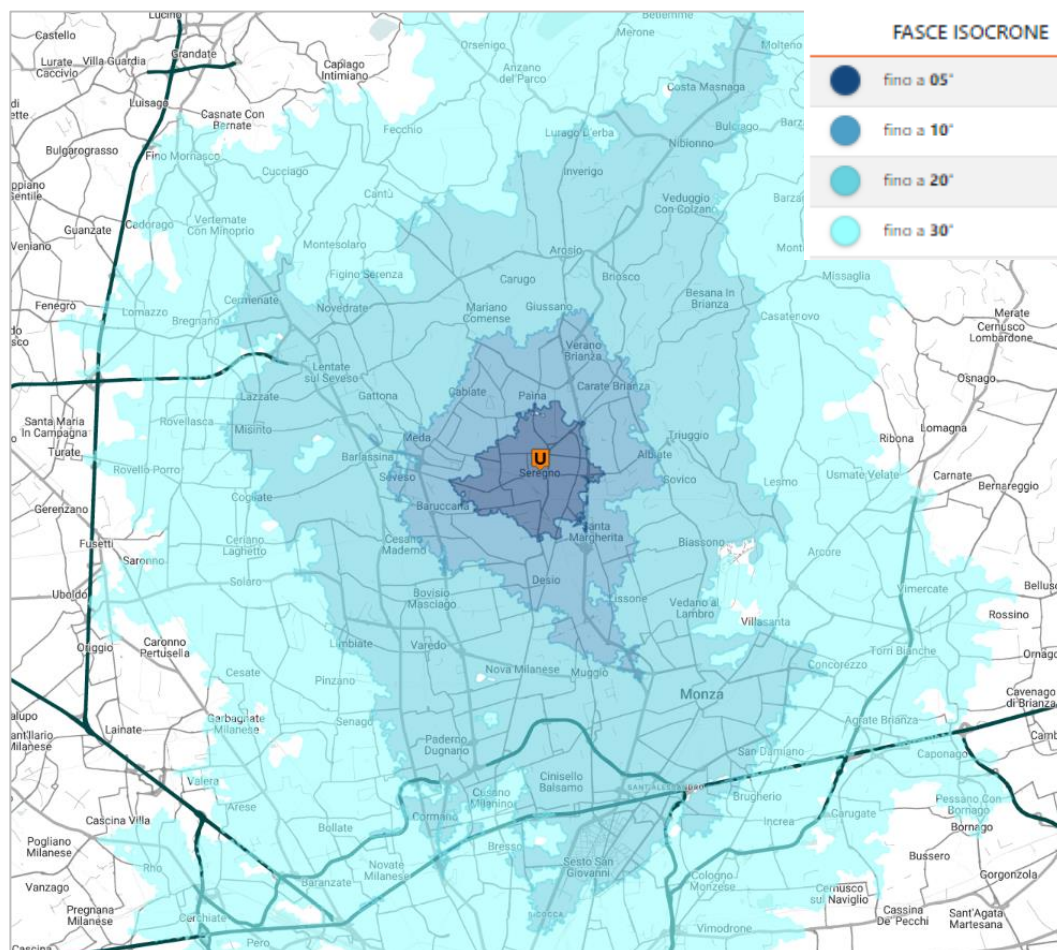 FASCE ISOCRONE
fino a 05'
fino a 10'
fino a 20'
fino a 30'
Lucino
Grandate
Castello
Lurate
Caccivio
Villa Guardia
Luisago
Capiago
Intimiano
Casnate Con
Bernate
Bulgarograsso
Fino Mornasco
Orsenigo
Anzano
del Parco
Merone
Molteno
Costa Masnaga
Bulciago
Nibionno
Lurago D'erba
Fecchio
Inverigo
Cucciago
Cantù
Veduggio
Con Colzano
Guanzate
Cadorago
Vertemate
Con Minoprio
Veniano
Montesolaro
Arosio
Briosco
Carugo
Figino Serenza
Missaglia
Fenegrò
Lomazzo
Bregnano
Cermenate
Novedrate
Mariano
Comense
Giussano
Besana In
Brianza
Casatenovo
Merate
Cernusco
Lombardone
Verano
Brianza
Lentate
sul Seveso
Osnago
Lazzate
Gattona
Cabiate
Paina
Carate Brianza
Santa Maria
In Campagna
Rovellasca
Misinto
Turate
Meda
Triuggio
Ribona
Lomagna
Barlassina
Albiate
Rovello Porro
Seveso
U
Seregno
Sovico
Lesmo
Usmate Velate
Carnate
Bernareggio
Cogliate
Baruccana
Gerenzano
Santa
Margherita
Ceriano
Laghetto
Cesano
Maderno
Biassono
Arcore
Fusetti
Saronno
Solaro
Desio
Bovisio
Masciago
Lissone
Vedano al
Lambro
Vimercate
Uboldo
Rossino
Villasanta
Origgio
Caronno
Pertusella
Limbiate
Varedo
Torri Bianche
Concorezzo
Cesate
Pinzano
Nova Milanese
Muggiò
Monza
Cavenago
di Brianza
Lainate
Garbagnate
Milanese
Senago
Paderno
Dugnano
Agrate Brianza
San Damiano
Caponago
Valera
Cinisello
Balsamo
SANT'ALESSANDRO
Cusano
Milanino
Pessano Con
Bornago
Arese
Cormano
Brugherio
Cascina Villa
Bollate
Increa
Carugate
Bornago
Pogliano
Milanese
Bresso
Bussero
Rho
Novate
Milanese
Sesto San
Giovanni
Vanzago
Baranzate
Cologno
Monzese
Gorgonzola
Cernusco
sul Naviglio
Pregnana
Milanese
Cerchiate
BICOCCA
Cassina
De' Pecchi
Sant'Agata
Martesana
Pero
Vimodrone